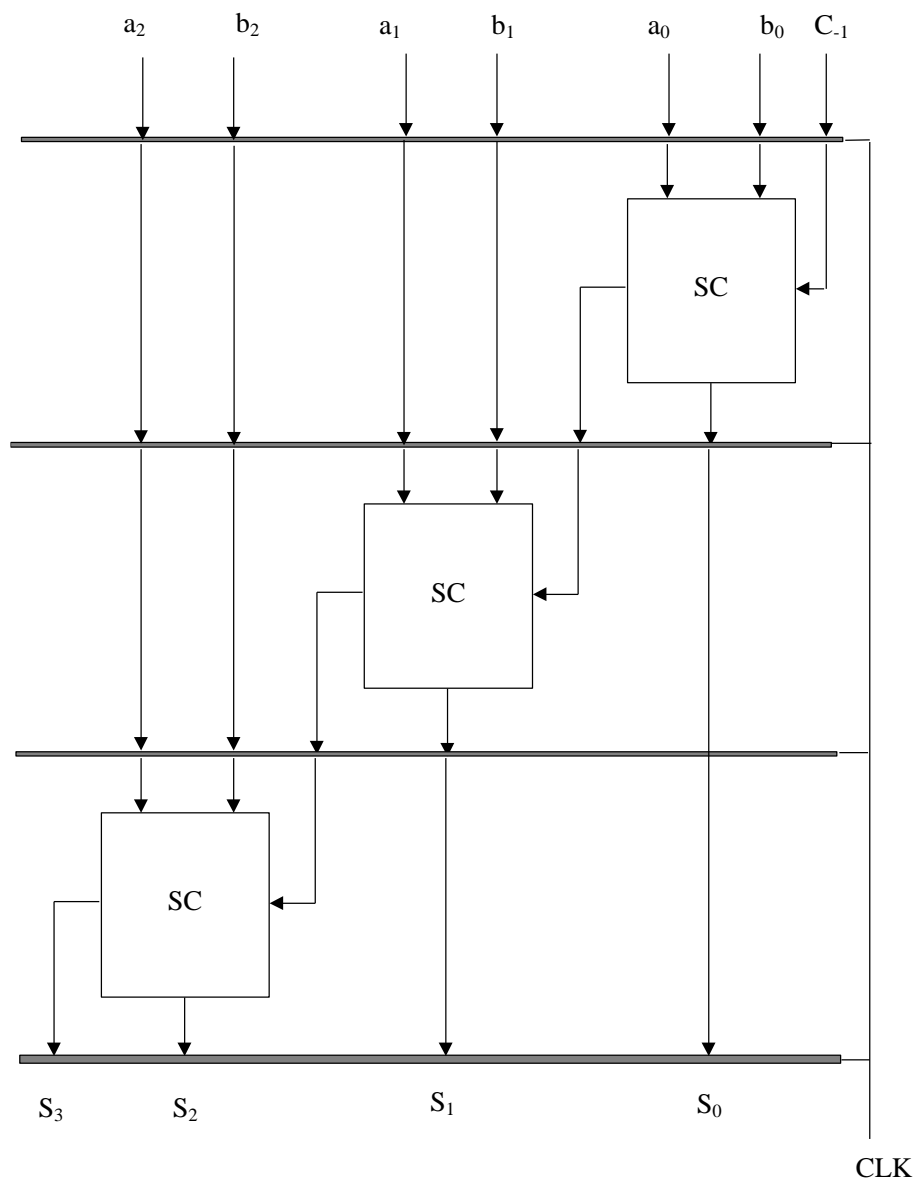 a₂ b₂ a₁ b₁ a₀ b₀ C₋₁
SC
SC
SC
S₃ S₂ S₁ S₀
CLK